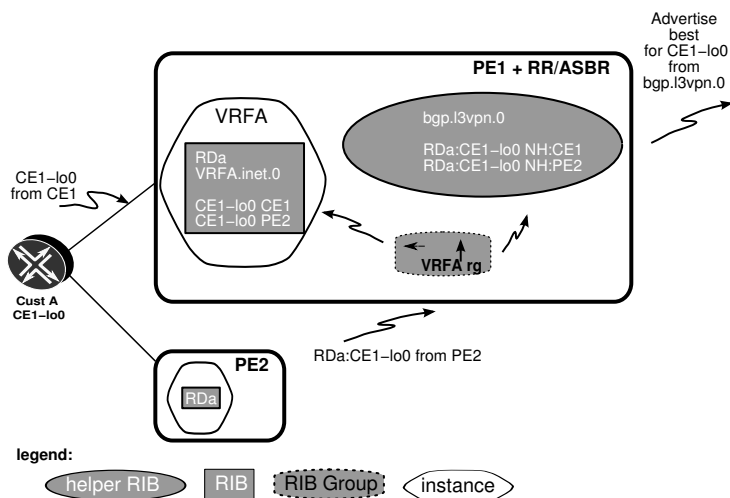 Advertise
best
for CE1−lo0
from
bgp.l3vpn.0
PE1 + RR/ASBR
VRFA
RDa
VRFA.inet.0
CE1−lo0 CE1
CE1−lo0 PE2
bgp.l3vpn.0
RDa:CE1−lo0 NH:CE1
RDa:CE1−lo0 NH:PE2
CE1−lo0
from CE1
VRFA rg
Cust A
CE1−lo0
RDa:CE1−lo0 from PE2
PE2
RDa
legend:
helper RIB
RIB
RIB Group
instance